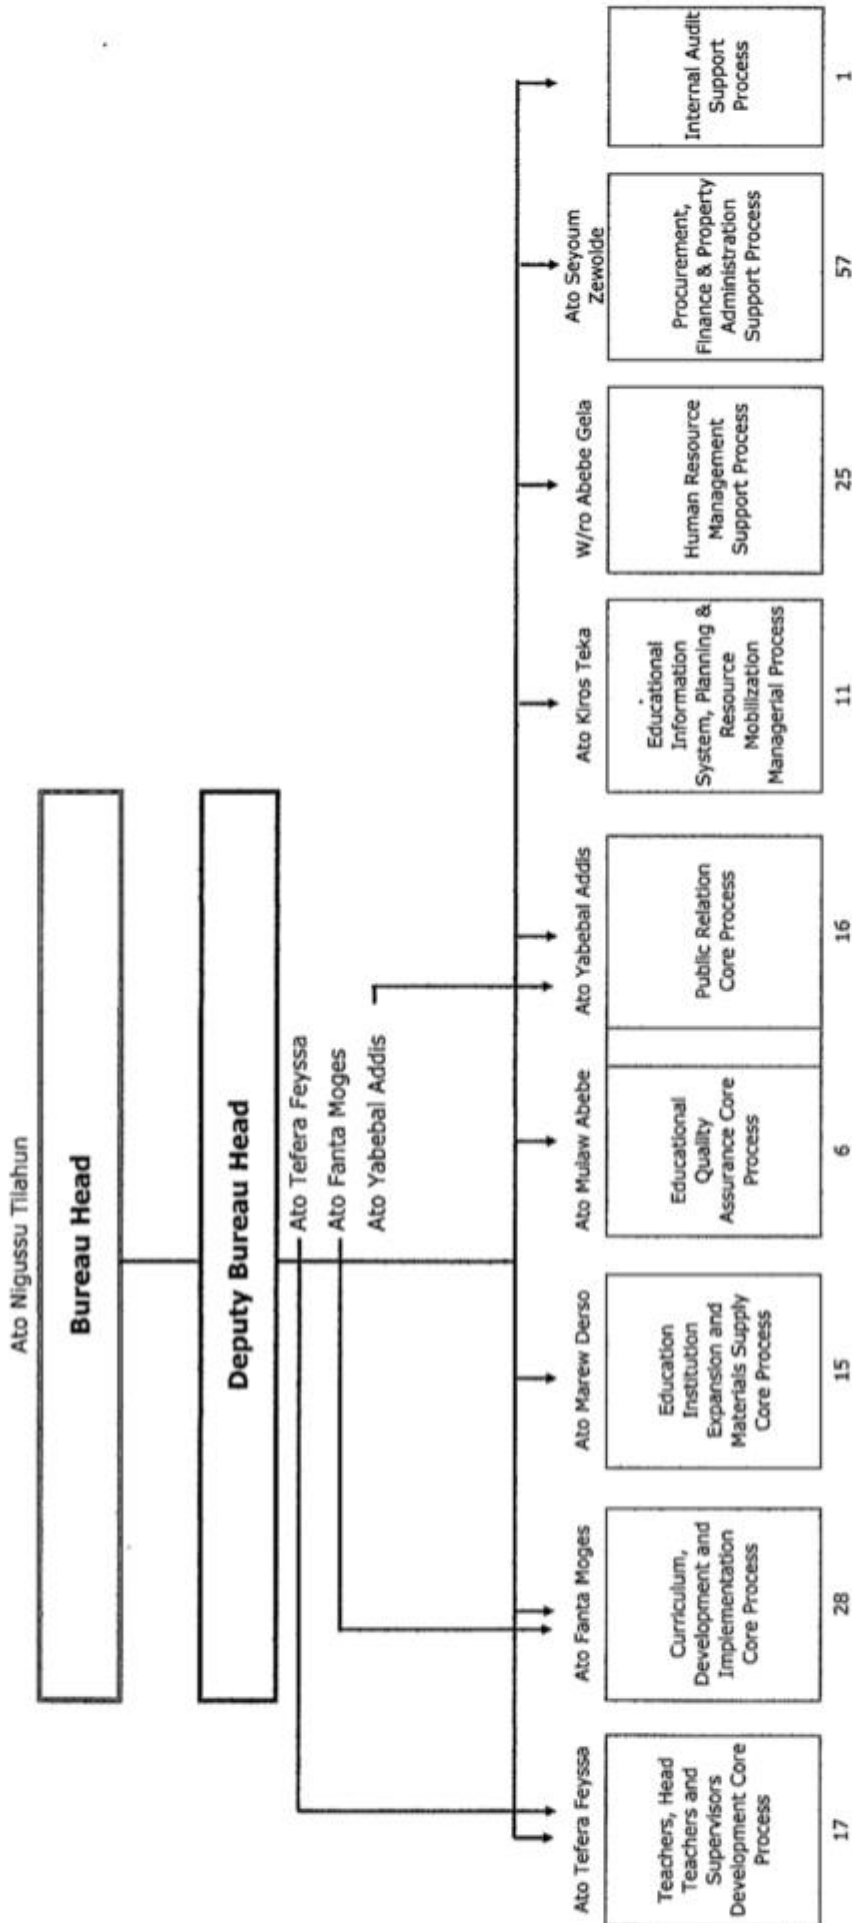 Ato Nigussu Tilahun
Bureau Head
Deputy Bureau Head
Ato Tefera Feyssa
Ato Fanta Moges
Ato Yabebal Addis
Ato Tefera Feyssa
Teachers, Head
Teachers and
Supervisors
Development Core
Process
17
Ato Fanta Moges
Curriculum,
Development and
Implementation
Core Process
28
Ato Marew Derso
Education
Institution
Expansion and
Materials Supply
Core Process
15
Ato Mulaw Abebe
Educational
Quality
Assurance Core
Process
6
Ato Yabebal Addis
Public Relation
Core Process
16
Ato Kiros Teka
Educational
Information
System, Planning &
Resource
Mobilization
Managerial Process
11
W/ro Abebe Gela
Human Resource
Management
Support Process
25
Ato Seyoum
Zewolde
Procurement,
Finance & Property
Administration
Support Process
57
Internal Audit
Support
Process
1